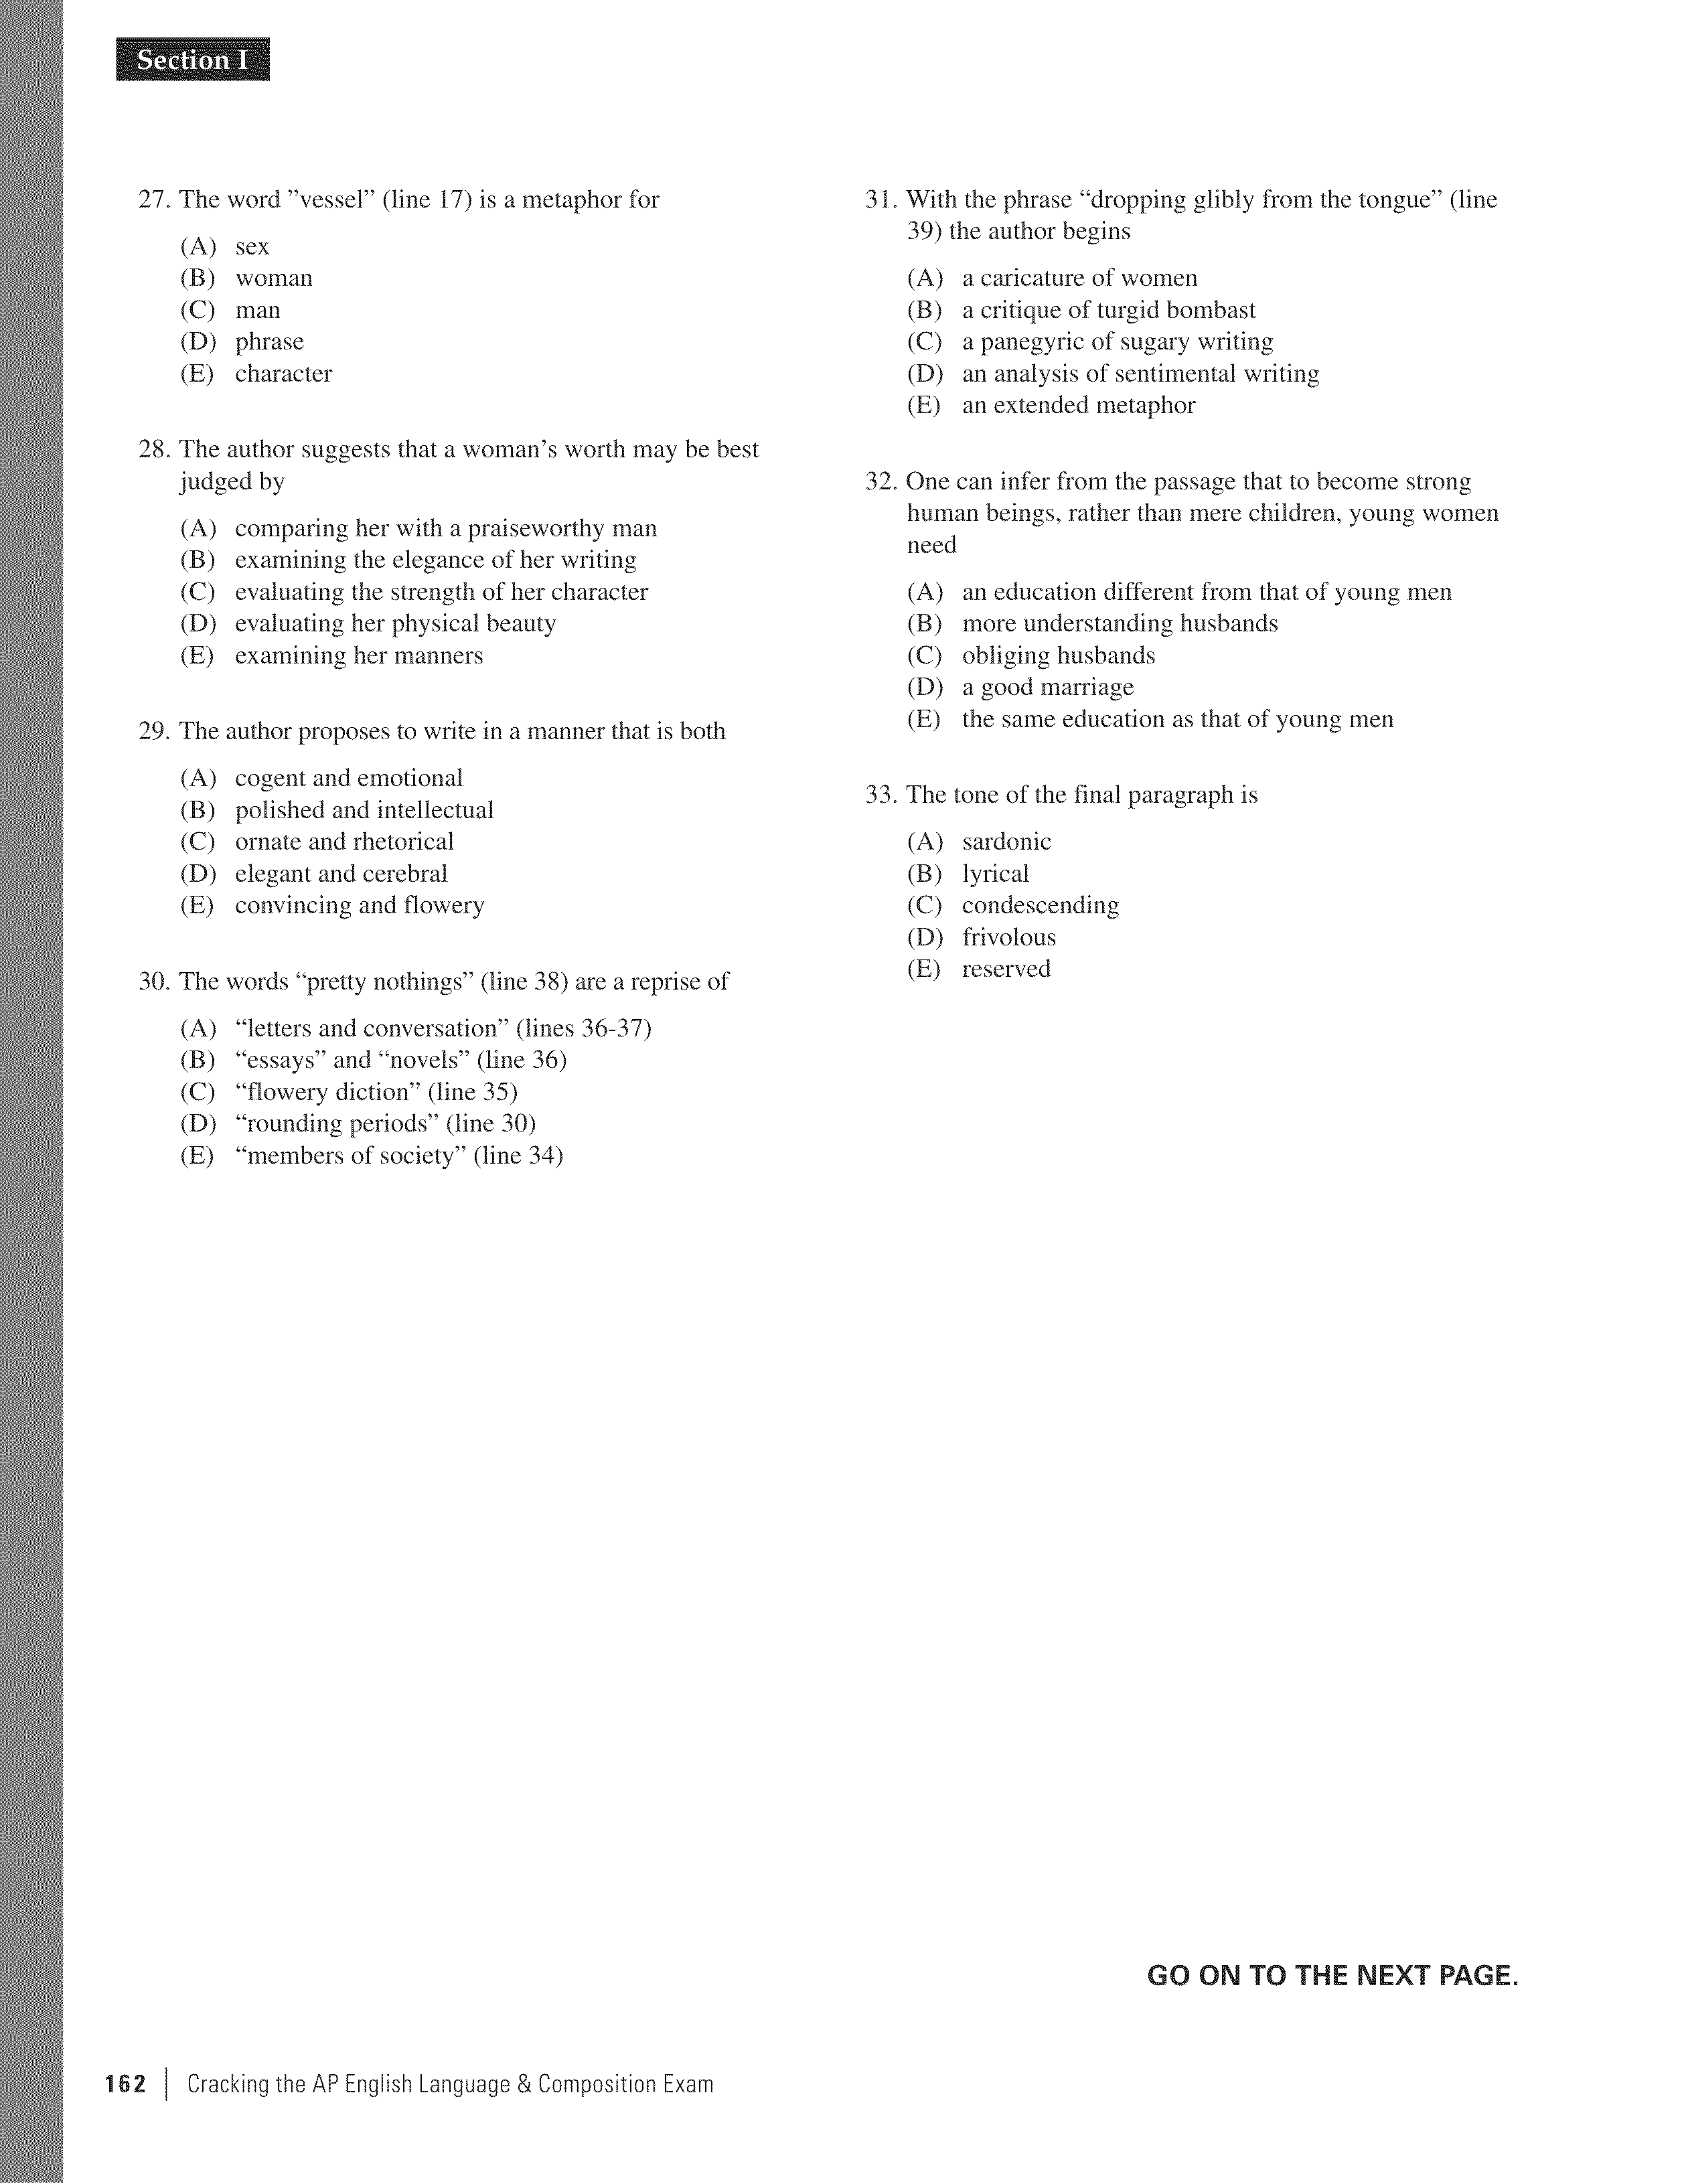 Section I
27. The word ”vessel” (line 17) is a metaphor for
(A) sex
(B) woman
(C) man
(D) phrase
(E) character
28. The author suggests that a woman’s worth may be best
judged by
(A) comparing her with a praiseworthy man
(B) examining the elegance of her writing
(C) evaluating the strength of her character
(D) evaluating her physical beauty
(E) examining her manners
29. The author proposes to write in a manner that is both
(A) cogent and emotional
(B) polished and intellectual
(C) ornate and rhetorical
(D) elegant and cerebral
(E) convincing and flowery
30. The words “pretty nothings” (line 38) are a reprise of
(A) “letters and conversation” (lines 36-37)
(B) “essays” and “novels” (line 36)
(C) “flowery diction” (line 35)
(D) “rounding periods” (line 30)
(E) “members of society” (line 34)
31. With the phrase “dropping glibly from the tongue” (line
39) the author begins
(A) a caricature of women
(B) a critique of turgid bombast
(C) a panegyric of sugary writing
(D) an analysis of sentimental writing
(E) an extended metaphor
32. One can infer from the passage that to become strong
human beings, rather than mere children, young women
need
(A) an education different from that of young men
(B) more understanding husbands
(C) obliging husbands
(D) a good marriage
(E) the same education as that of young men
33. The tone of the final paragraph is
(A) sardonic
(B) lyrical
(C) condescending
(D) frivolous
(E) reserved
GO ON TO THE NEXT PAGE.
162 | Cracking the AP English Language & Composition Exam